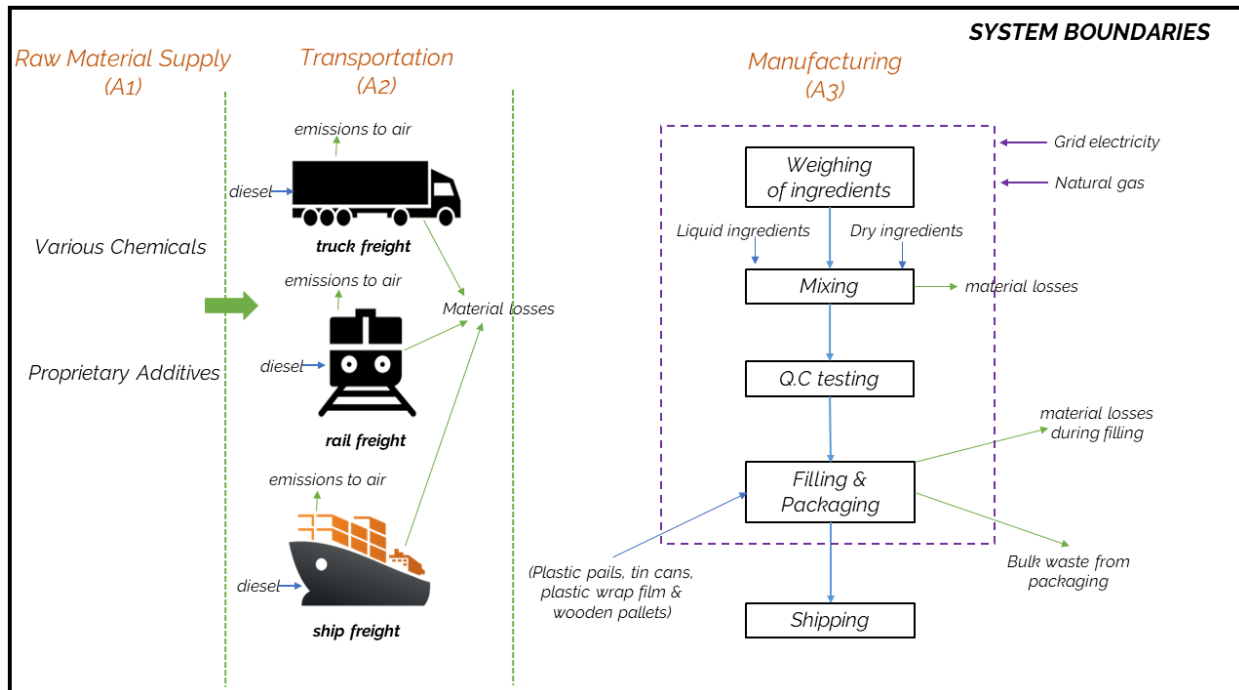 SYSTEM BOUNDARIES
Raw Material Supply
(A1)
Transportation
(A2)
Manufacturing
(A3)
Various Chemicals
Proprietary Additives
emissions to air
diesel
truck freight
emissions to air
Material losses
diesel
rail freight
emissions to air
diesel
ship freight
Grid electricity
Natural gas
Weighing
of ingredients
Liquid ingredients
Dry ingredients
Mixing
material losses
Q.C testing
material losses
during filling
Filling &
Packaging
(Plastic pails, tin cans,
plastic wrap film &
wooden pallets)
Bulk waste from
packaging
Shipping